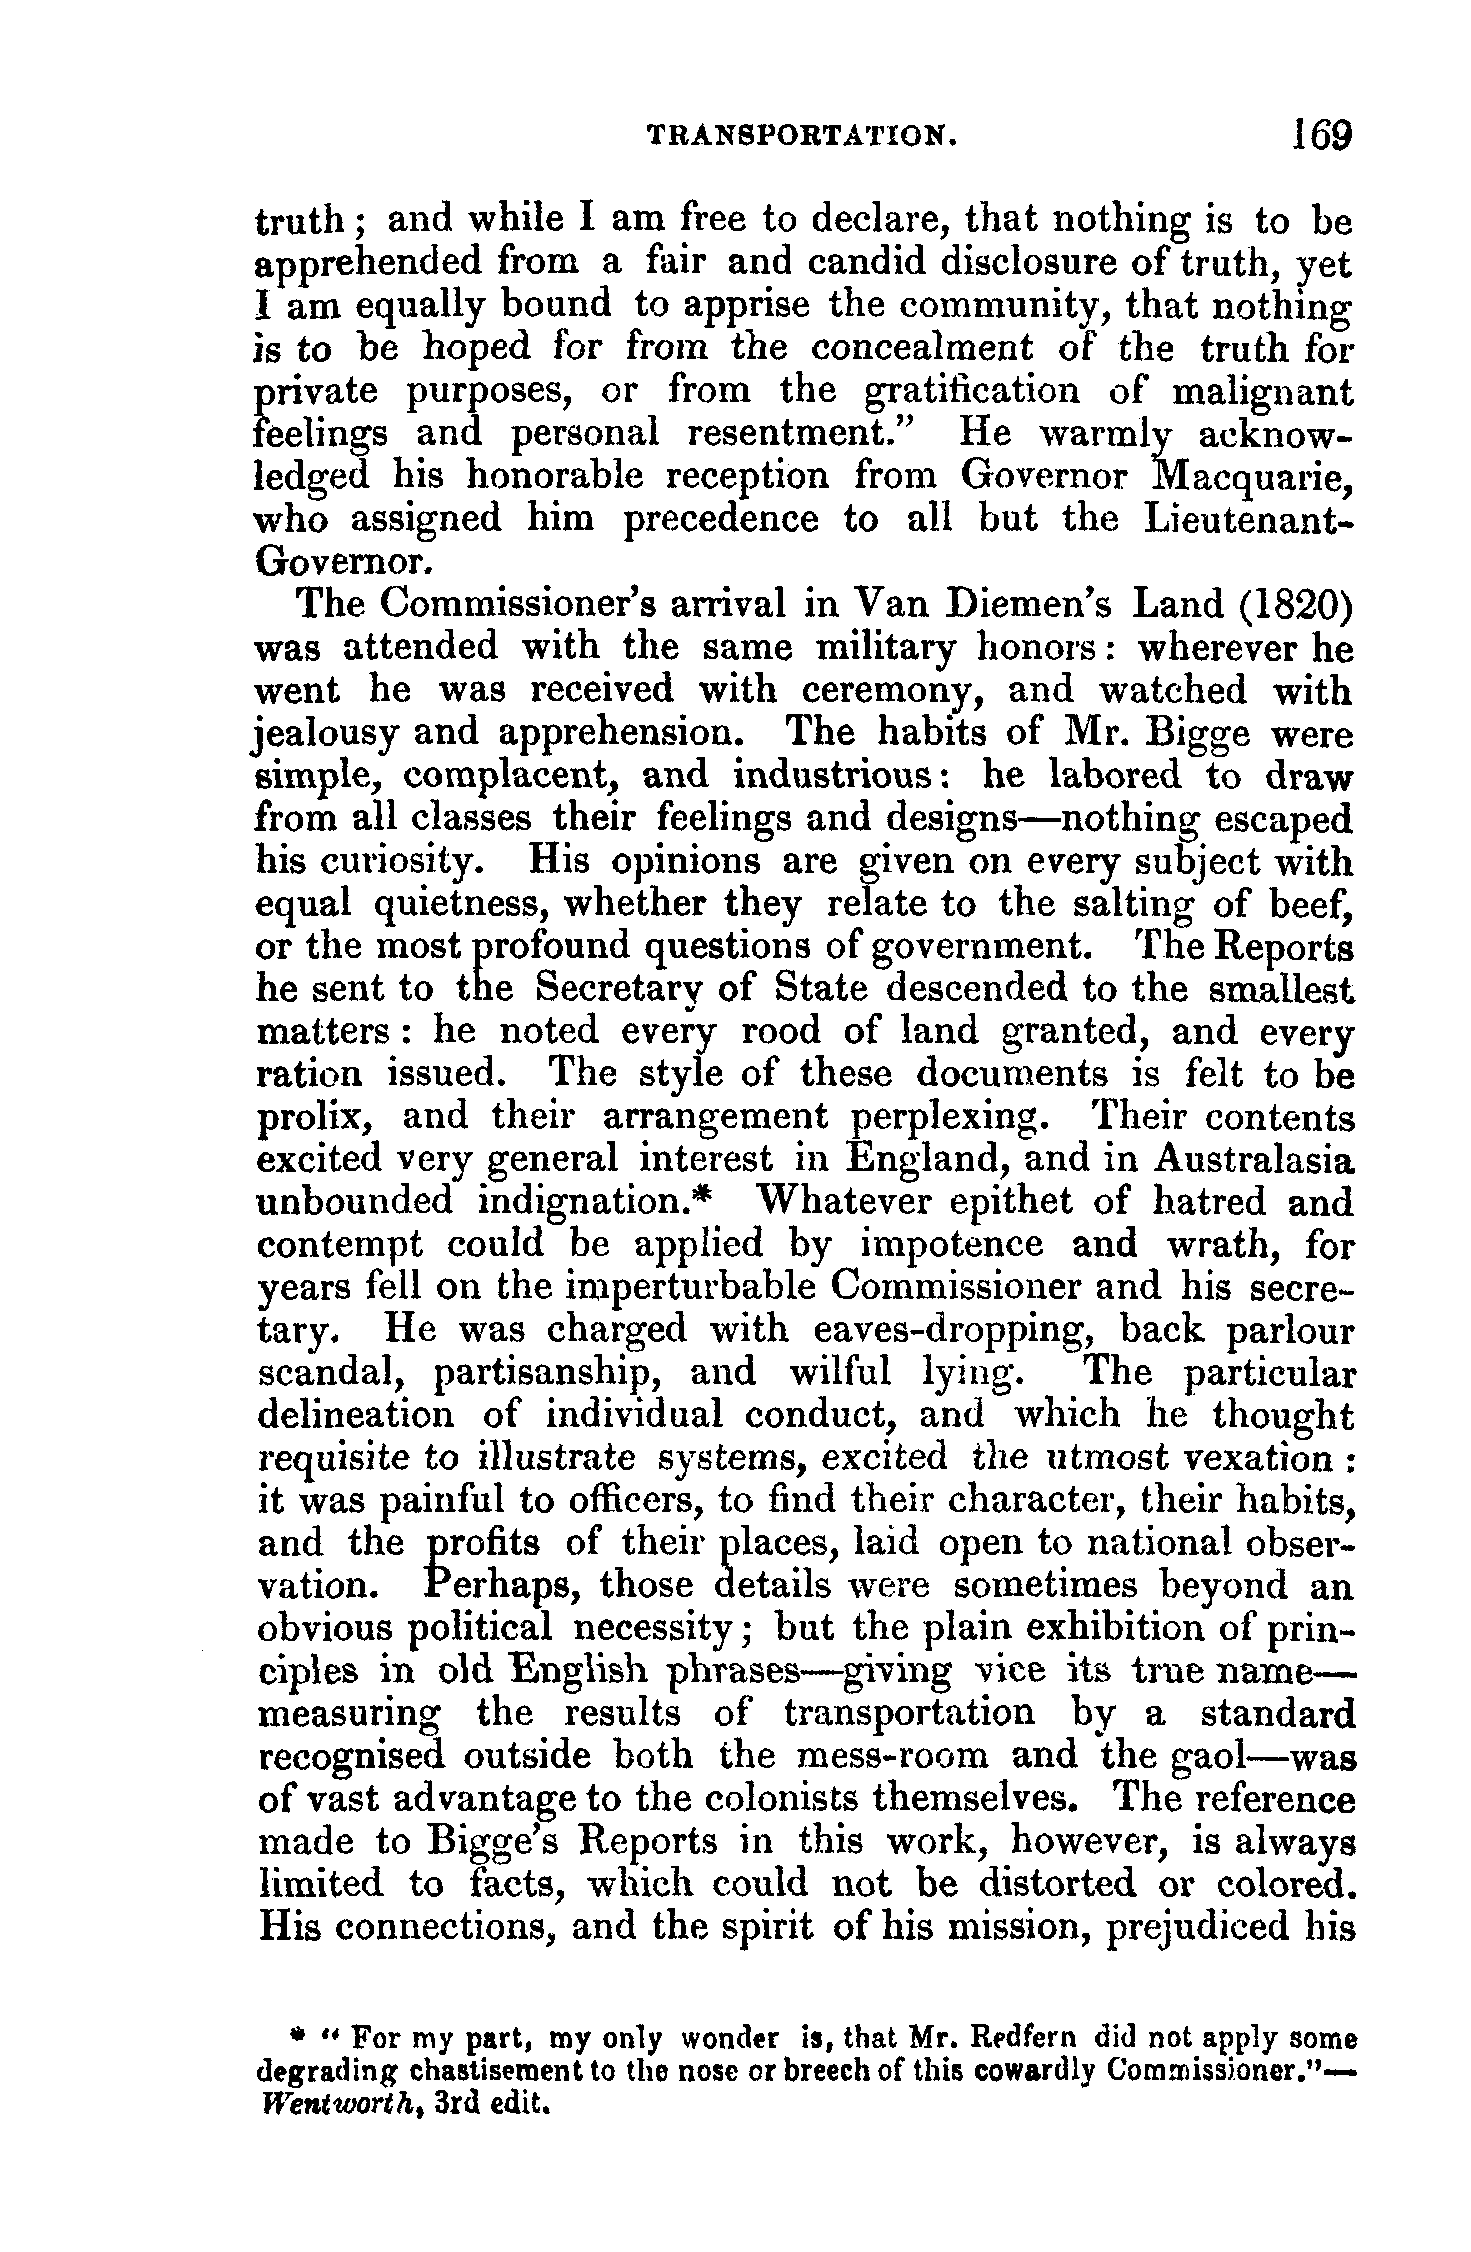 TRANSPORTATION. 169
truth; and while I am free to declare, that nothing is to be
apprehended from a fair and candid disclosure of truth, yet
I am equally bound to apprise the community, that nothing
is to be hoped for from the concealment of the truth for
private purposes, or from the gratification of malignant
feelings and personal resentment.” He warmly acknow-
ledged his honorable reception from Governor Macquarie,
who assigned him precedence to all but the Lieutenant-
Governor.
The Commissioner's arrival in Van Diemen's Land (1820)
was attended with the same military honors: wherever he
went he was received with ceremony, and watched with
jealousy and apprehension. The habits of Mr. Bigge were
simple, complacent, and industrious: he labored to draw
from all classes their feelings and designs—nothing escaped
his curiosity. His opinions are given on every subject with
equal quietness, whether they relate to the salting of beef,
or the most profound questions of government. The Reports
he sent to the Secretary of State descended to the smallest
matters: he noted every rood of land granted, and every
ration issued. The style of these documents is felt to be
prolix, and their arrangement perplexing. Their contents
excited very general interest in England, and in Australasia
unbounded indignation.* Whatever epithet of hatred and
contempt could be applied by impotence and wrath, for
years fell on the imperturbable Commissioner and his secre-
tary. He was charged with eaves-dropping, back parlour
scandal, partisanship, and wilful lying. The particular
delineation of individual conduct, and which he thought
requisite to illustrate systems, excited the utmost vexation:
it was painful to officers, to find their character, their habits,
and the profits of their places, laid open to national obser-
vation. Perhaps, those details were sometimes beyond an
obvious political necessity; but the plain exhibition of prin-
ciples in old English phrases—giving vice its true name—
measuring the results of transportation by a standard
recognised outside both the mess-room and the gaol—was
of vast advantage to the colonists themselves. The reference
made to Bigge's Reports in this work, however, is always
limited to facts, which could not be distorted or colored.
His connections, and the spirit of his mission, prejudiced his
* “ For my part, my only wonder is, that Mr. Redfern did not apply some
degrading chastisement to the nose or breech of this cowardly Commissioner.”—
Wentworth, 3rd edit.